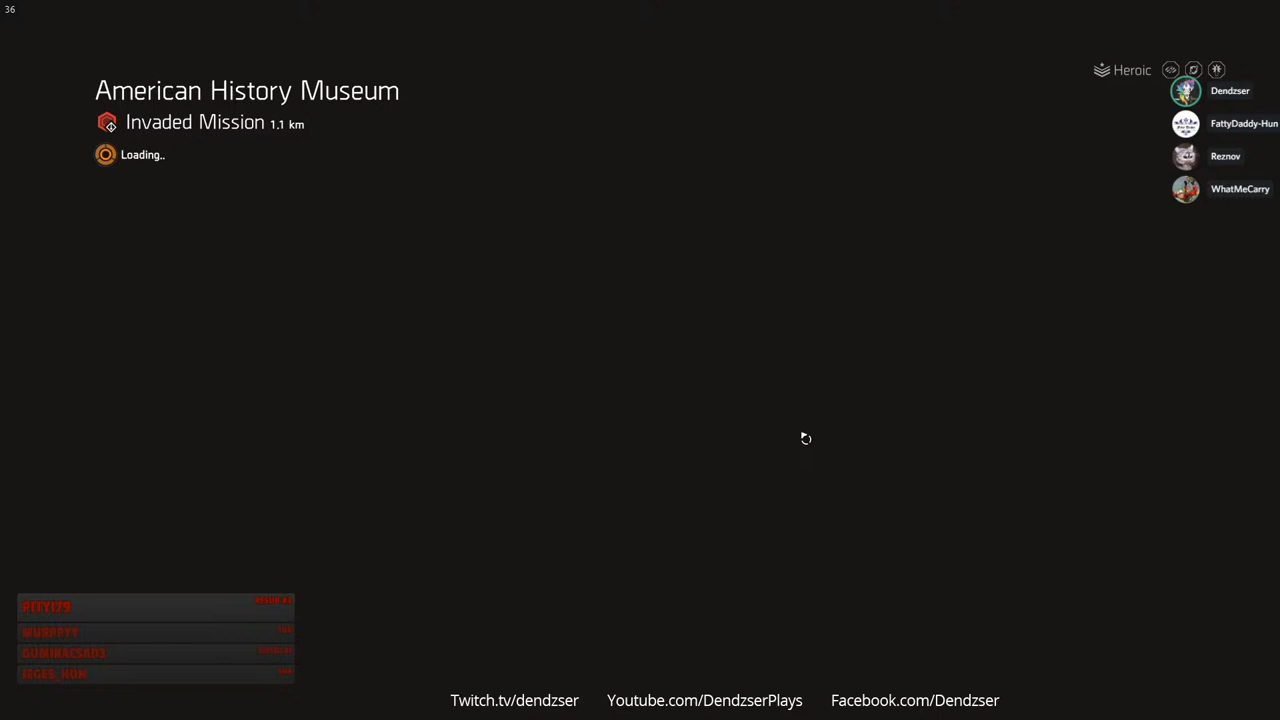 36
American History Museum
Heroic
Dendzser
Invaded Mission 1.1 km
FattyDaddy-Hun
Loading..
Reznov
WhatMeCarry
Twitch.tv/dendzser
Youtube.com/DendzserPlays
Facebook.com/Dendzser